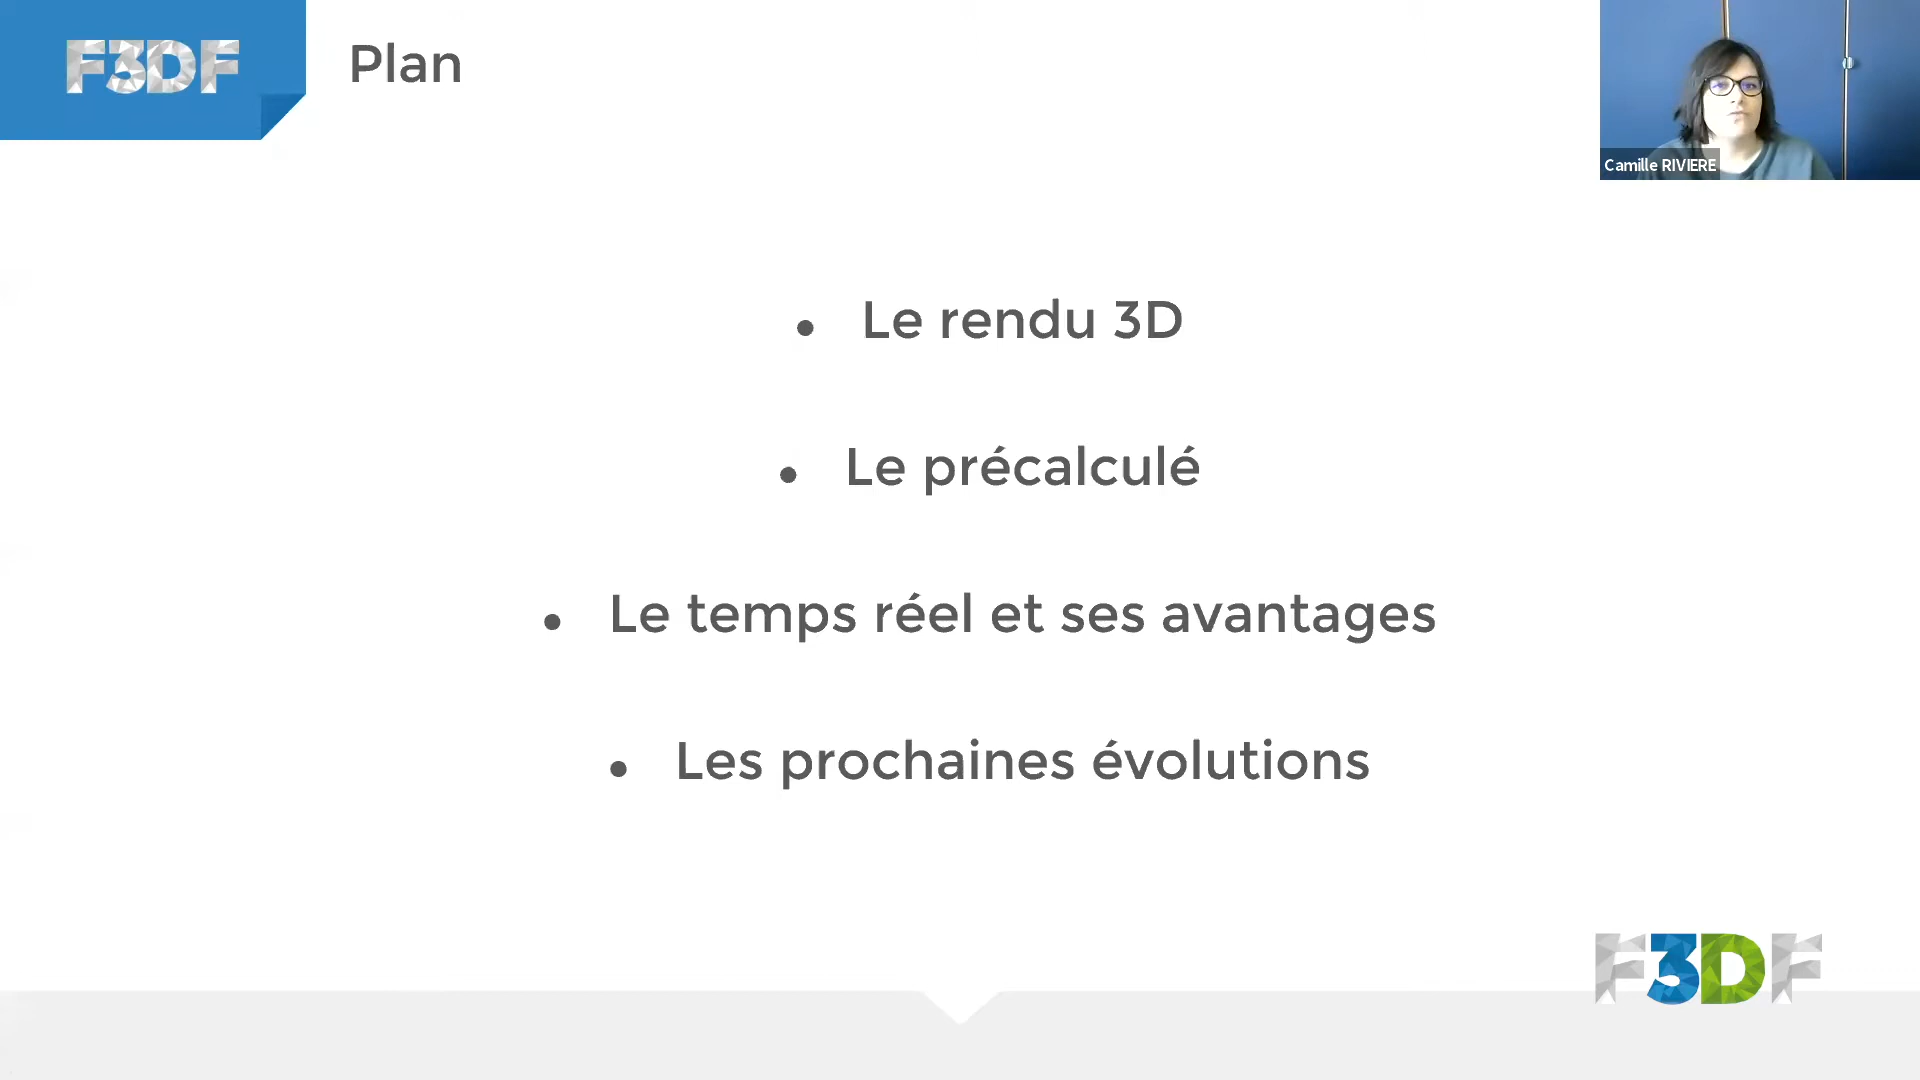 F3DF
Plan
Camille RIVIERE
• Le rendu 3D
• Le précalculé
• Le temps réel et ses avantages
• Les prochaines évolutions
F3DF